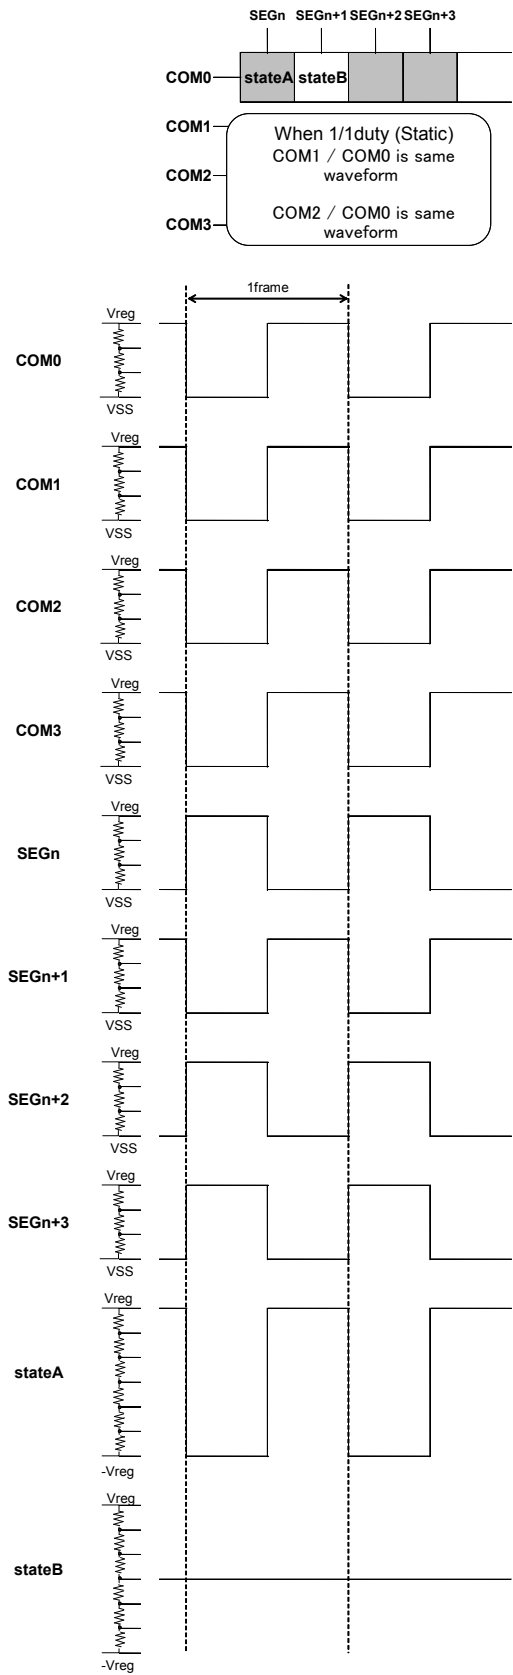 SEGn SEGn+1 SEGn+2 SEGn+3
COM0 stateA stateB
COM1
COM2
COM3
When 1/1duty (Static)
COM1 / COM0 is same
waveform
COM2 / COM0 is same
waveform
1frame
Vreg
COM0
VSS
Vreg
COM1
VSS
Vreg
COM2
VSS
Vreg
COM3
VSS
Vreg
SEGn
VSS
Vreg
SEGn+1
VSS
Vreg
SEGn+2
VSS
Vreg
SEGn+3
VSS
Vreg
stateA
-Vreg
Vreg
stateB
-Vreg